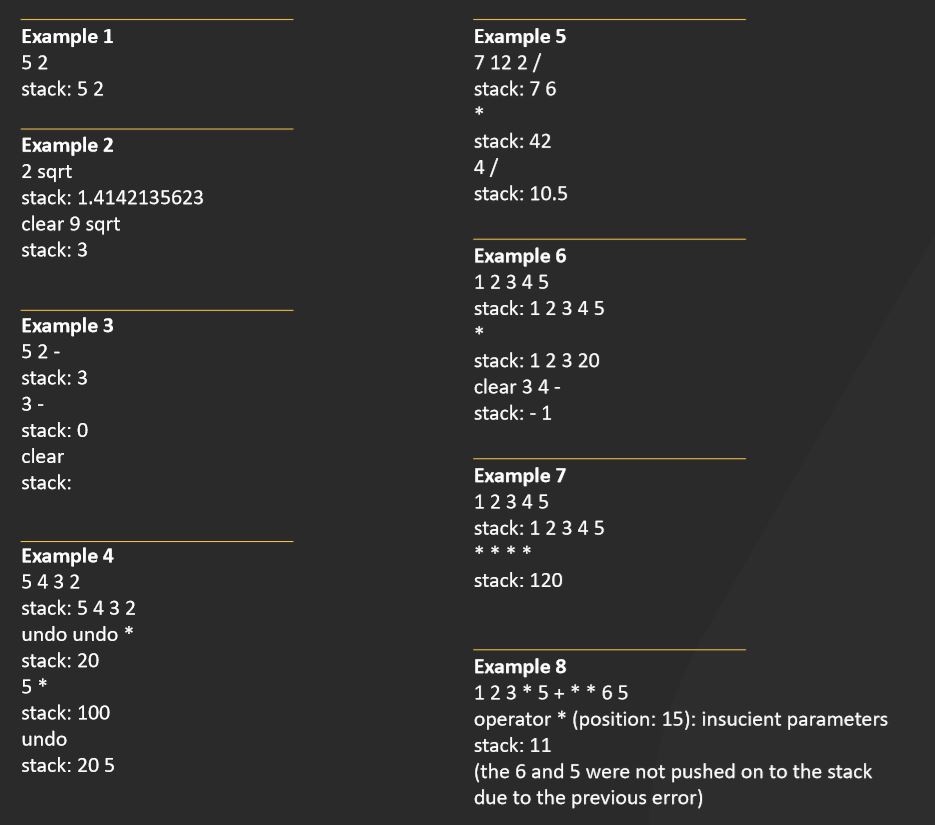 Example 1
5 2
stack: 5 2
Example 2
2 sqrt
stack: 1.4142135623
clear 9 sqrt
stack: 3
Example 3
5 2 -
stack: 3
3 -
stack: 0
clear
stack:
Example 4
5 4 3 2
stack: 5 4 3 2
undo undo *
stack: 20
5 *
stack: 100
undo
stack: 20 5
Example 5
7 12 2 /
stack: 7 6
*
stack: 42
4 /
stack: 10.5
Example 6
1 2 3 4 5
stack: 1 2 3 4 5
*
stack: 1 2 3 20
clear 3 4 -
stack: - 1
Example 7
1 2 3 4 5
stack: 1 2 3 4 5
* * * *
stack: 120
Example 8
1 2 3 * 5 + * * 6 5
operator * (position: 15): insucient parameters
stack: 11
(the 6 and 5 were not pushed on to the stack
due to the previous error)